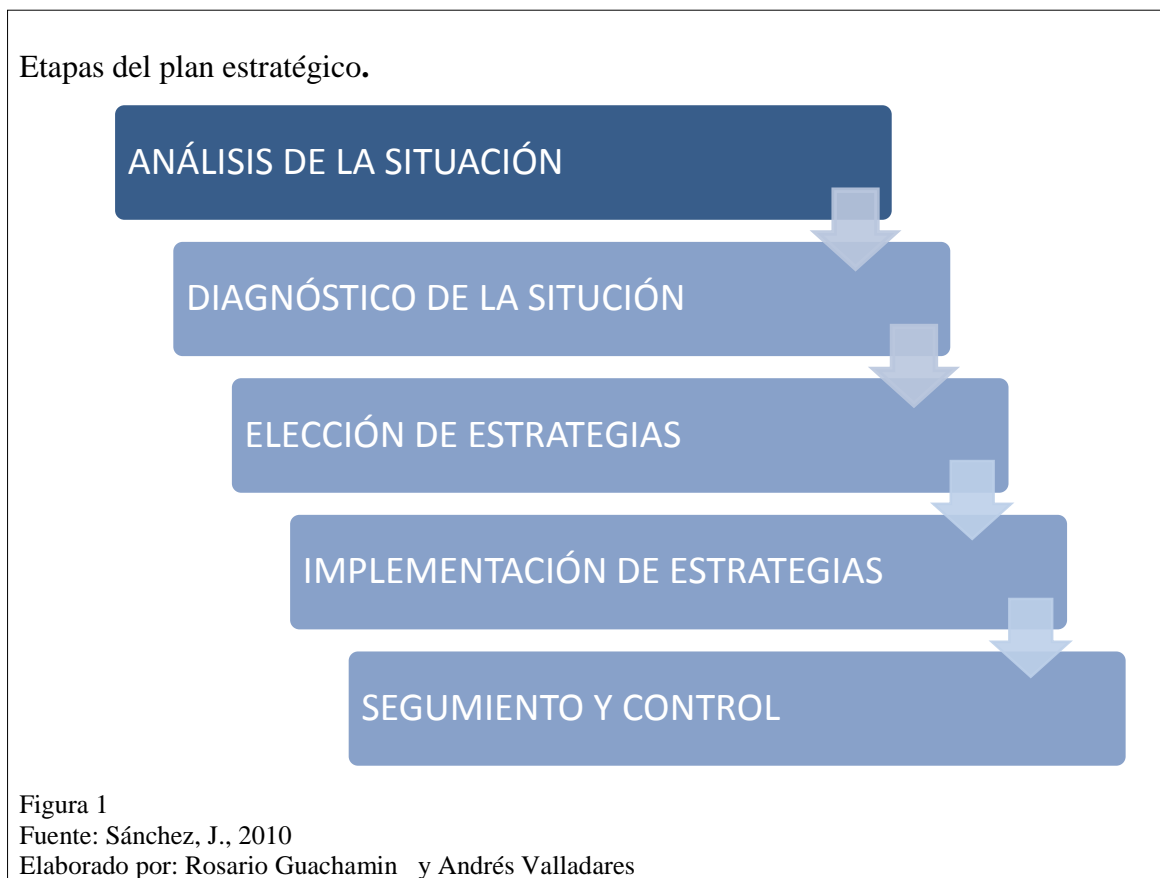 Etapas del plan estratégico.
ANÁLISIS DE LA SITUACIÓN
DIAGNÓSTICO DE LA SITUCIÓN
ELECCIÓN DE ESTRATEGIAS
IMPLEMENTACIÓN DE ESTRATEGIAS
SEGUMIENTO Y CONTROL
Figura 1
Fuente: Sánchez, J., 2010
Elaborado por: Rosario Guachamin y Andrés Valladares